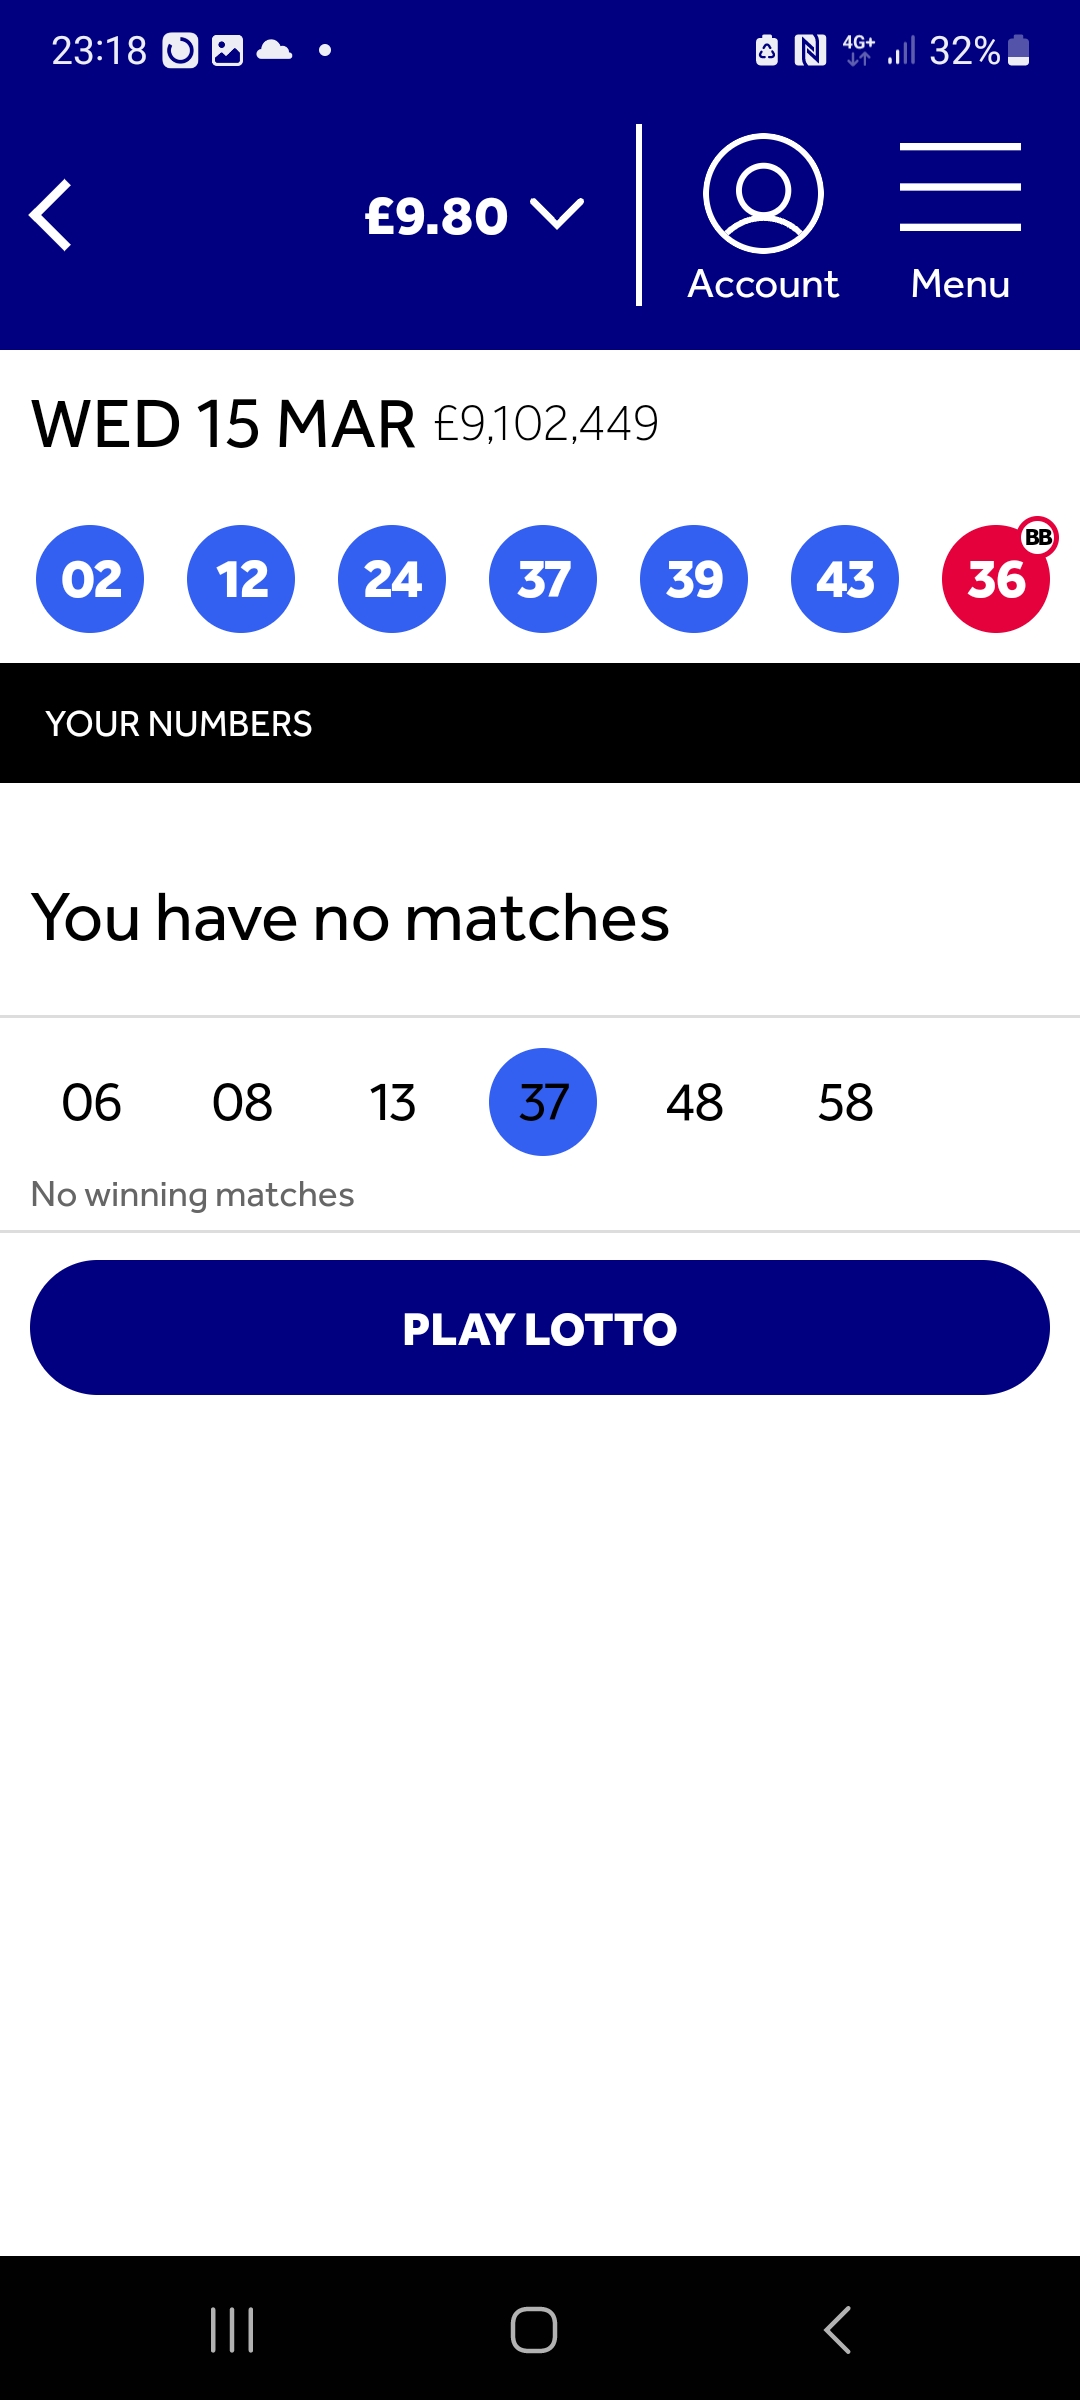 23:18 4G+ 32%
£9.80
Account Menu
WED 15 MAR £9,102,449
BB
02 12 24 37 39 43 36
YOUR NUMBERS
You have no matches
06 08 13 37 48 58
No winning matches
PLAY LOTTO